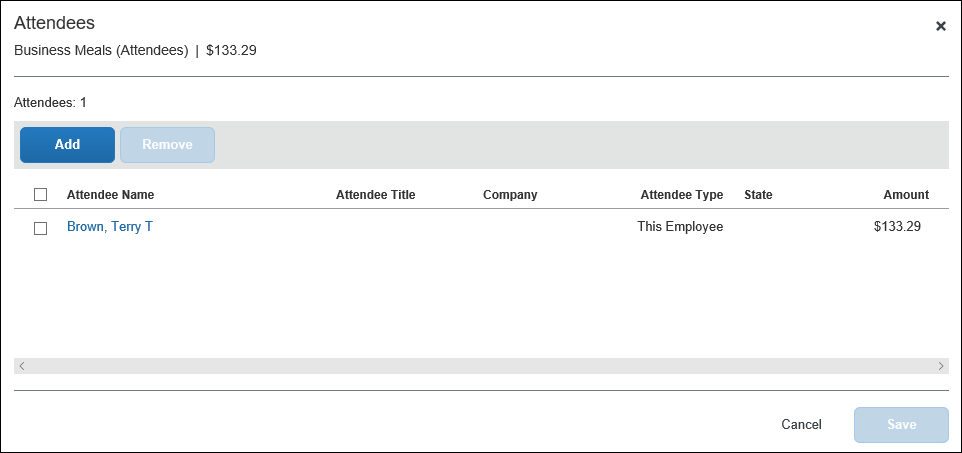 Attendees
Business Meals (Attendees) | $133.29
Attendees: 1
Add Remove
Attendee Name Attendee Title Company Attendee Type State Amount
Brown, Terry T This Employee $133.29
Cancel Save